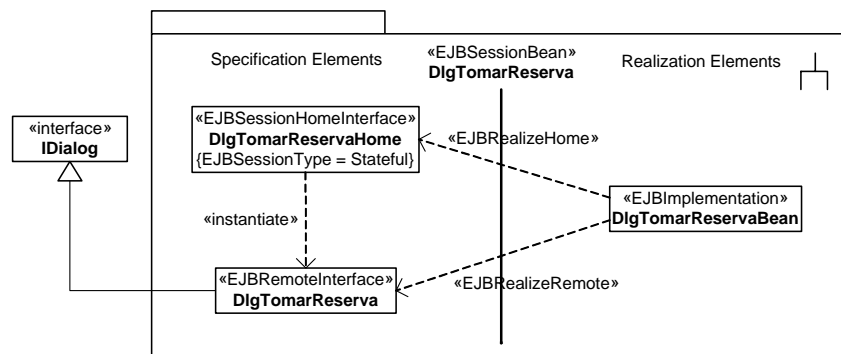 Specification Elements
«EJBSessionBean»
DlgTomarReserva
Realization Elements
«interface»
IDialog
«EJBSessionHomeInterface»
DlgTomarReservaHome
{EJBSessionType = Stateful}
«EJBRealizeHome»
«EJBImplementation»
DlgTomarReservaBean
«instantiate»
«EJBRemoteInterface»
DlgTomarReserva
«EJBRealizeRemote»